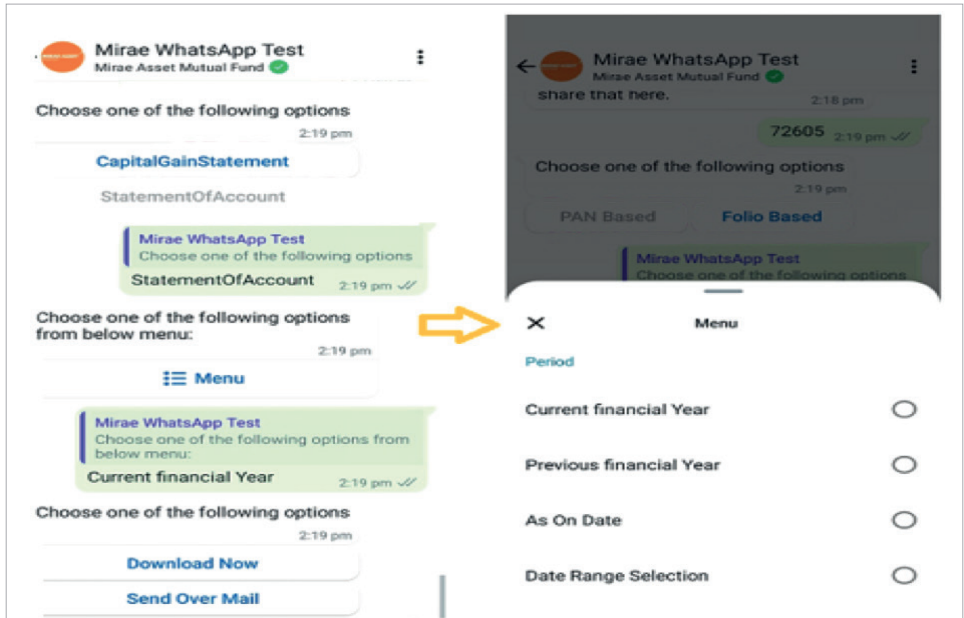 Mirae WhatsApp Test
Mirae Asset Mutual Fund
Choose one of the following options
2:19 pm
CapitalGainStatement
StatementOfAccount
Mirae WhatsApp Test
Choose one of the following options
StatementOfAccount 2:19 pm
Choose one of the following options
from below menu:
2:19 pm
Menu
Mirae WhatsApp Test
Choose one of the following options from
below menu:
Current financial Year 2:19 pm
Choose one of the following options
2:19 pm
Download Now
Send Over Mail
Mirae WhatsApp Test
Mirae Asset Mutual Fund
share that here.
2:18 pm
72605 2:19 pm
Choose one of the following options
2:19 pm
PAN Based Folio Based
Mirae WhatsApp Test
Choose one of the following options
Menu
Period
Current financial Year
Previous financial Year
As On Date
Date Range Selection